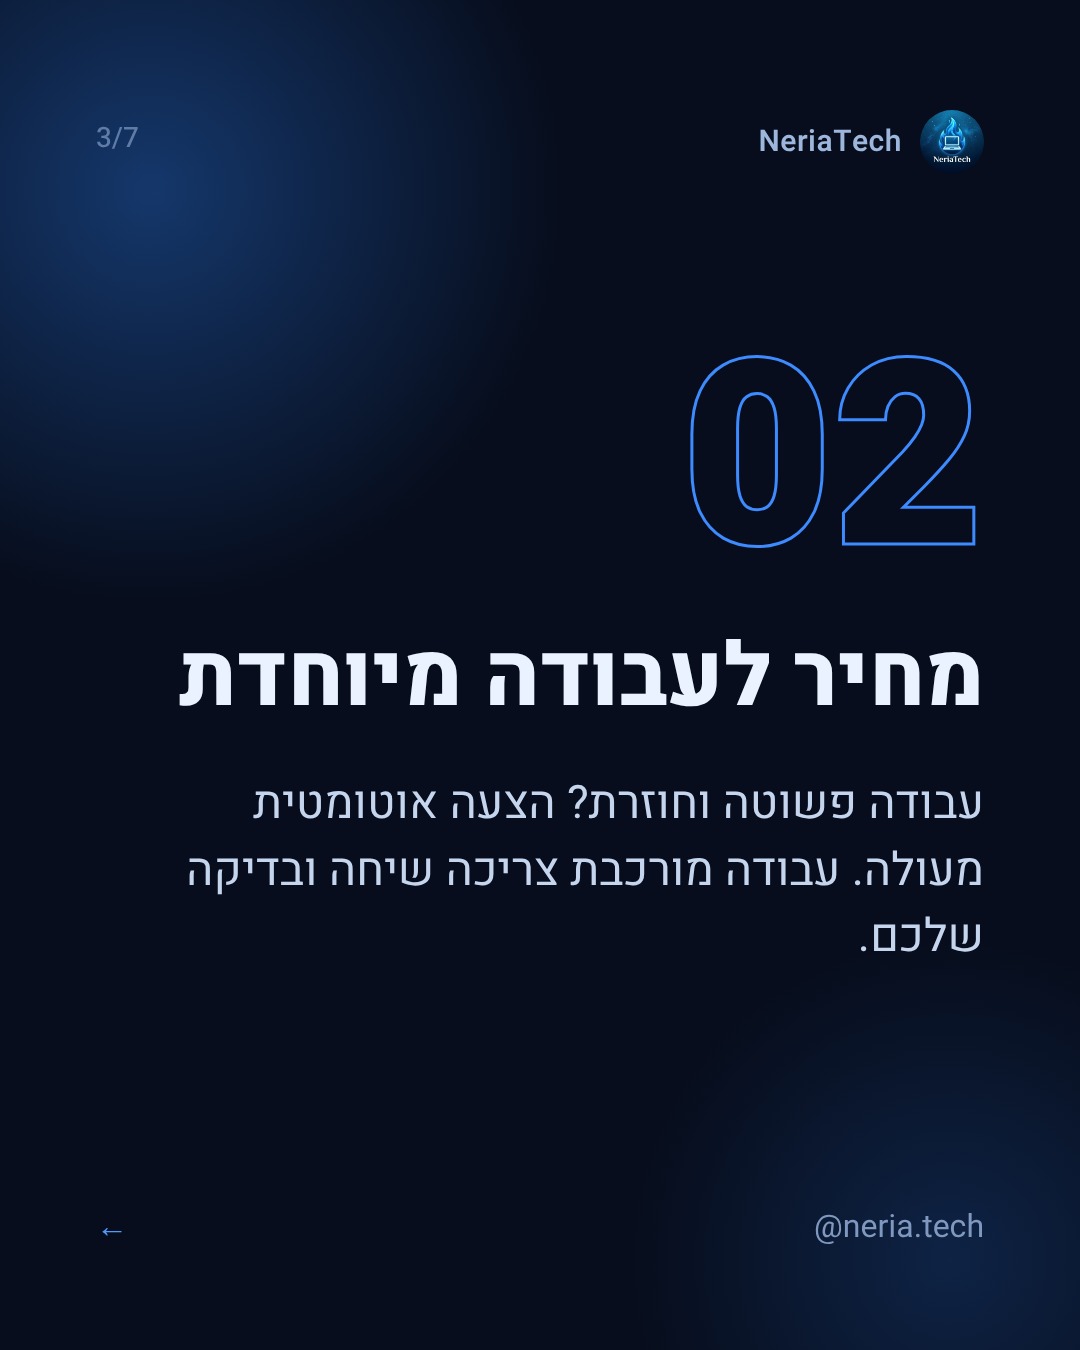 3/7
NeriaTech
NeriaTech
02
מחיר לעבודה מיוחדת
עבודה פשוטה וחוזרת? הצעה אוטומטית
מעולה. עבודה מורכבת צריכה שיחה ובדיקה
שלכם.
←
@neria.tech